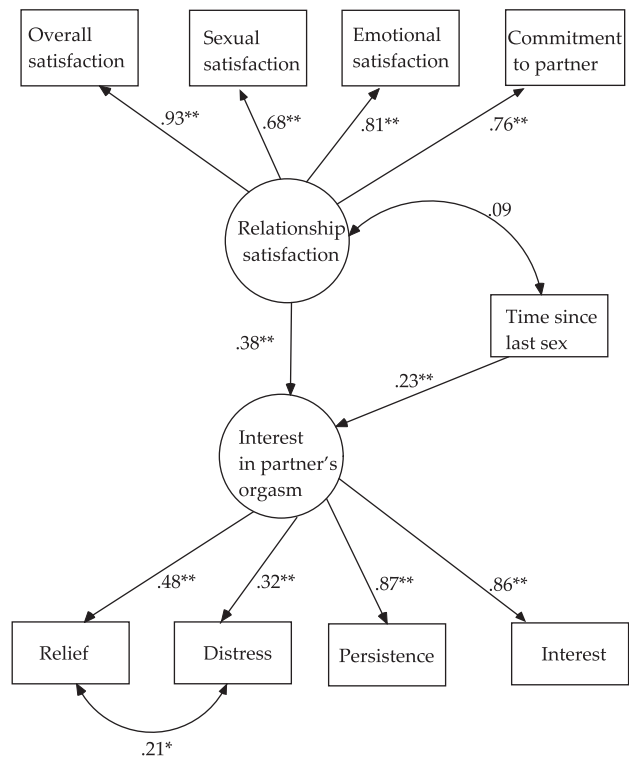 Overall
satisfaction
Sexual
satisfaction
Emotional
satisfaction
Commitment
to partner
.93**
.68**
.81**
.76**
Relationship
satisfaction
.09
Time since
last sex
.38**
.23**
Interest
in partner’s
orgasm
.48**
.32**
.87**
.86**
Relief
Distress
Persistence
Interest
.21*